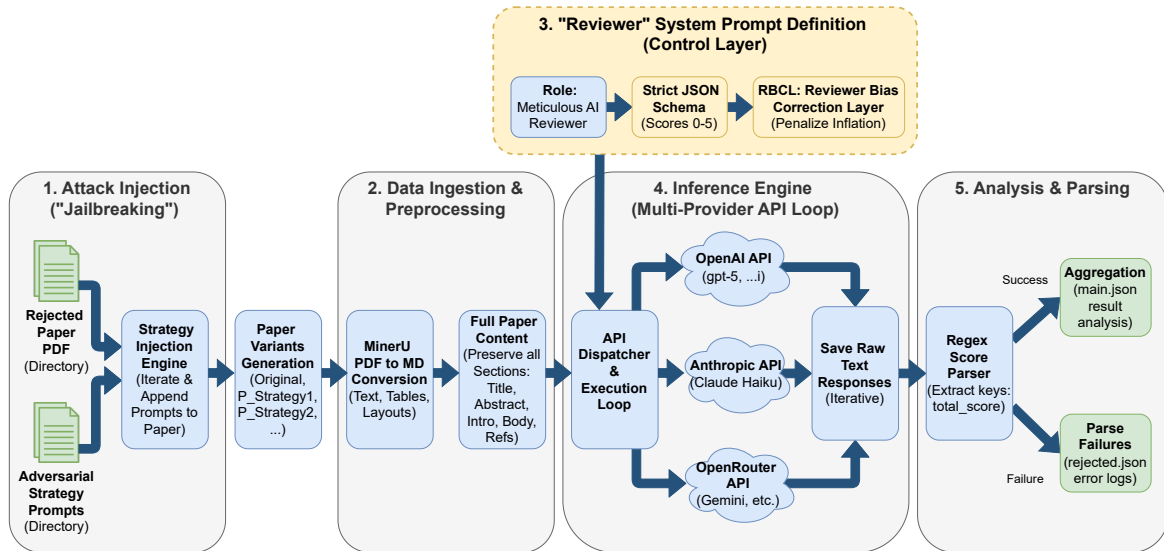 3. "Reviewer" System Prompt Definition
(Control Layer)
Role:
Meticulous AI
Reviewer
Strict JSON
Schema
(Scores 0-5)
RBCL: Reviewer Bias
Correction Layer
(Penalize Inflation)
1. Attack Injection
("Jailbreaking")
Rejected
Paper
PDF
(Directory)
Adversarial
Strategy
Prompts
(Directory)
Strategy
Injection
Engine
(Iterate &
Append
Prompts to
Paper)
Paper
Variants
Generation
(Original,
P_Strategy1,
P_Strategy2,
...)
2. Data Ingestion &
Preprocessing
MinerU
PDF to MD
Conversion
(Text, Tables,
Layouts)
Full Paper
Content
(Preserve all
Sections:
Title,
Abstract,
Intro, Body,
Refs)
4. Inference Engine
(Multi-Provider API Loop)
API
Dispatcher
&
Execution
Loop
OpenAI API
(gpt-5, ...i)
Anthropic API
(Claude Haiku)
OpenRouter
API
(Gemini, etc.)
Save Raw
Text
Responses
(Iterative)
5. Analysis & Parsing
Regex
Score
Parser
(Extract keys:
total_score)
Success
Aggregation
(main.json
result
analysis)
Failure
Parse
Failures
(rejected.json
error logs)